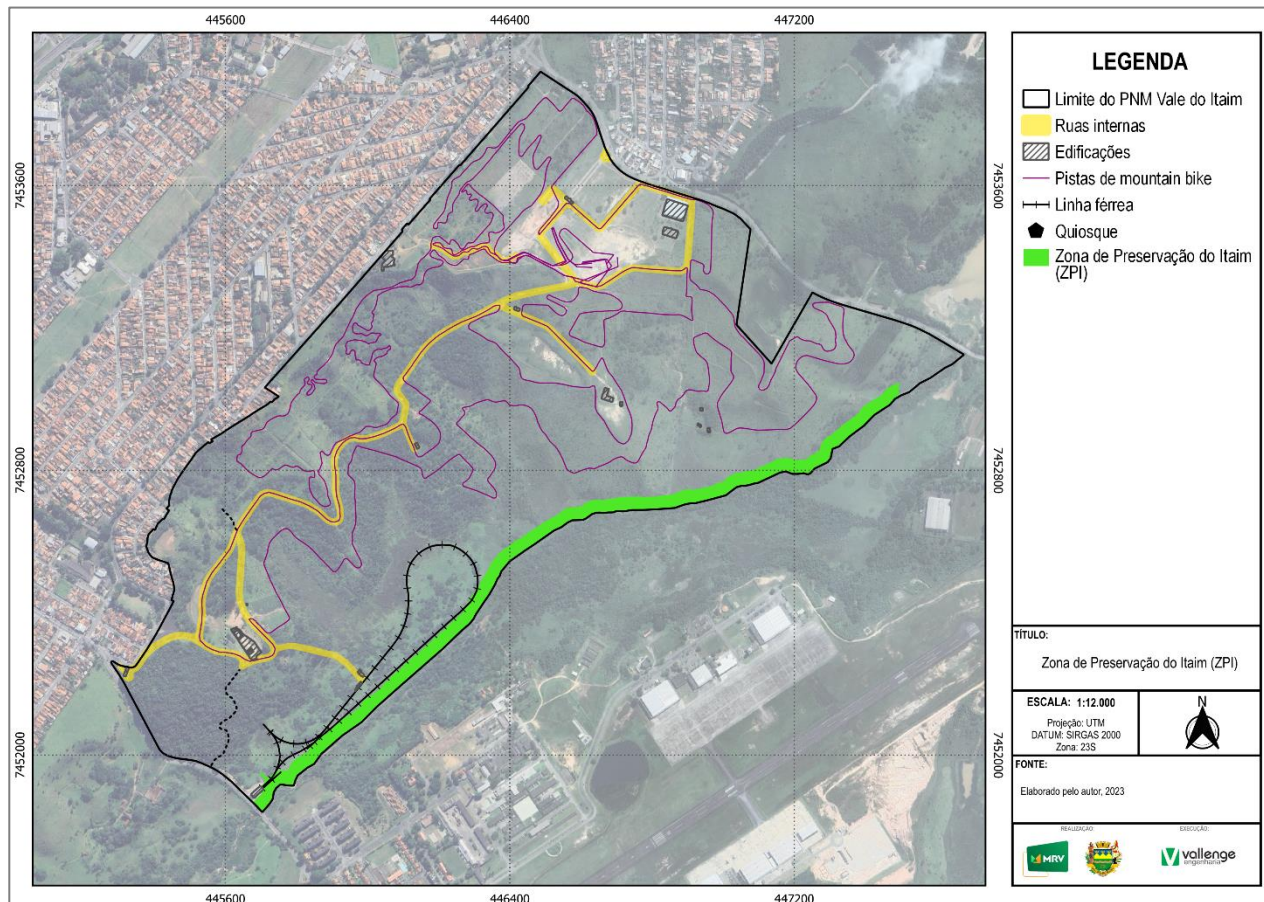 445600
446400
447200
7453600
7453600
7452800
7452800
7452000
7452000
445600
446400
447200
LEGENDA
Limite do PNM Vale do Itaim
Ruas internas
Edificações
Pistas de mountain bike
Linha férrea
Quiosque
Zona de Preservação do Itaim
(ZPI)
TÍTULO:
Zona de Preservação do Itaim (ZPI)
ESCALA: 1:12.000
Projeção: UTM
DATUM: SIRGAS 2000
Zona: 23S
N
FONTE:
Elaborado pelo autor, 2023
REALIZAÇÃO:
EXECUÇÃO:
MRV
vallenge
engenharia